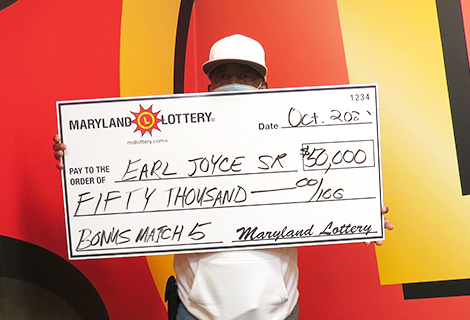 1234
MARYLAND L LOTTERY®
mdlottery.com
Date Oct.
PAY TO THE ORDER OF EARL JOYCE SR $50,000
FIFTY THOUSAND 00/100
BONUS MATCH 5 Maryland Lottery